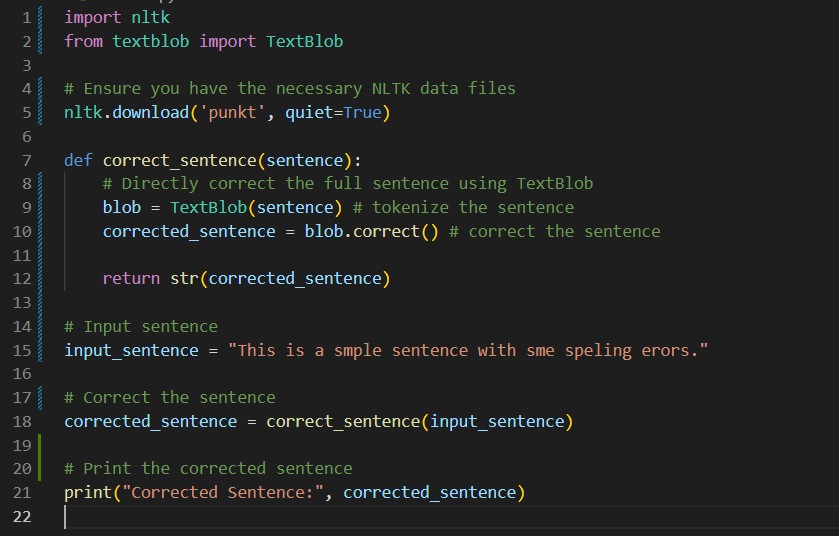 1 import nltk
2 from textblob import TextBlob
3
4 # Ensure you have the necessary NLTK data files
5 nltk.download('punkt', quiet=True)
6
7 def correct_sentence(sentence):
8     # Directly correct the full sentence using TextBlob
9     blob = TextBlob(sentence) # tokenize the sentence
10     corrected_sentence = blob.correct() # correct the sentence
11
12     return str(corrected_sentence)
13
14 # Input sentence
15 input_sentence = "This is a smple sentence with sme speling erors."
16
17 # Correct the sentence
18 corrected_sentence = correct_sentence(input_sentence)
19
20 # Print the corrected sentence
21 print("Corrected Sentence:", corrected_sentence)
22